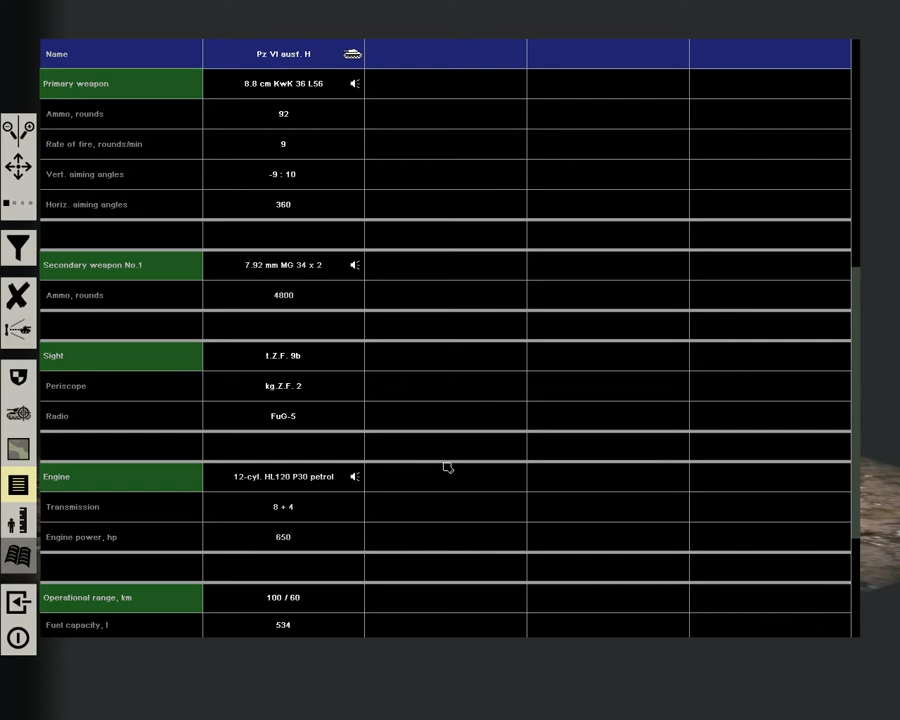 Name Pz VI ausf. H
Primary weapon 8.8 cm KwK 36 L56
Ammo, rounds 92
Rate of fire, rounds/min 9
Vert. aiming angles -9 : 10
Horiz. aiming angles 360
Secondary weapon No.1 7.92 mm MG 34 x 2
Ammo, rounds 4800
Sight t.Z.F. 9b
Periscope kg.Z.F. 2
Radio FuG-5
Engine 12-cyl. HL120 P30 petrol
Transmission 8 + 4
Engine power, hp 650
Operational range, km 100 / 60
Fuel capacity, l 534